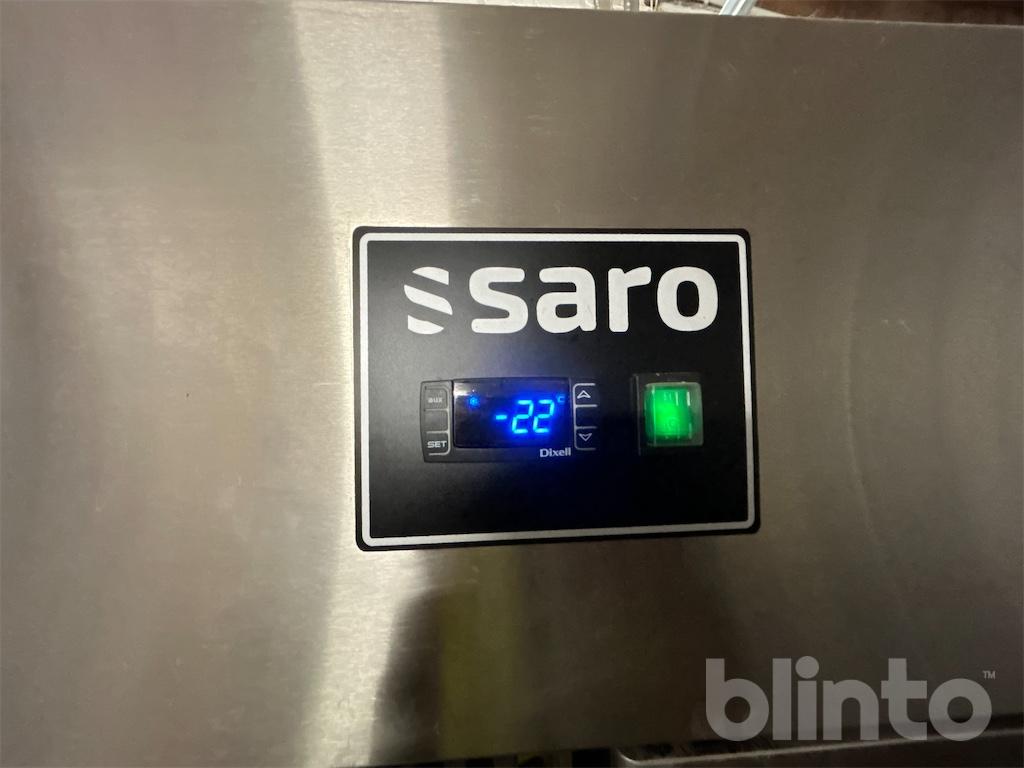 saro
aux
-22 °C
SET
Dixell
blinto™